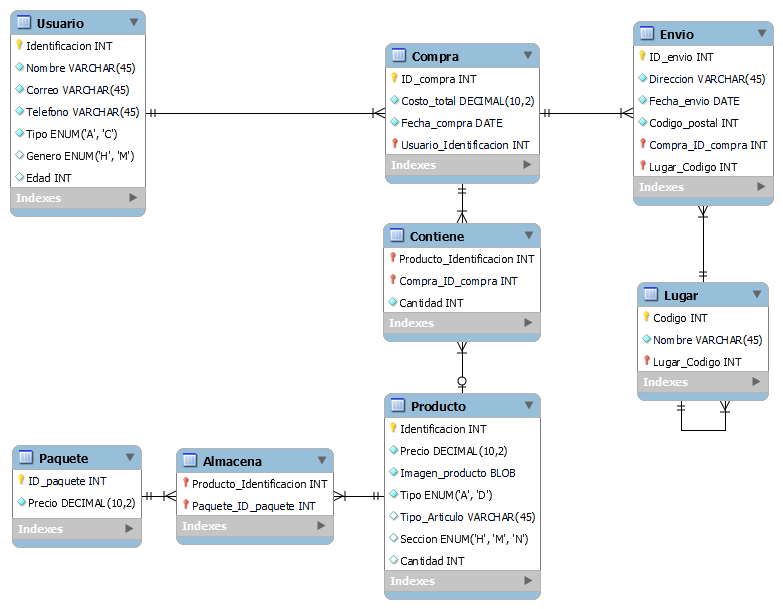 Usuario
Identificacion INT
Nombre VARCHAR(45)
Correo VARCHAR(45)
Telefono VARCHAR(45)
Tipo ENUM('A', 'C')
Genero ENUM('H', 'M')
Edad INT
Indexes
Compra
ID_compra INT
Costo_total DECIMAL(10,2)
Fecha_compra DATE
Usuario_Identificacion INT
Indexes
Envio
ID_envio INT
Direccion VARCHAR(45)
Fecha_envio DATE
Codigo_postal INT
Compra_ID_compra INT
Lugar_Codigo INT
Indexes
Contiene
Producto_Identificacion INT
Compra_ID_compra INT
Cantidad INT
Indexes
Lugar
Codigo INT
Nombre VARCHAR(45)
Lugar_Codigo INT
Indexes
Paquete
ID_paquete INT
Precio DECIMAL(10,2)
Indexes
Almacena
Producto_Identificacion INT
Paquete_ID_paquete INT
Indexes
Producto
Identificacion INT
Precio DECIMAL(10,2)
Imagen_producto BLOB
Tipo ENUM('A', 'D')
Tipo_Articulo VARCHAR(45)
Seccion ENUM('H', 'M', 'N')
Cantidad INT
Indexes